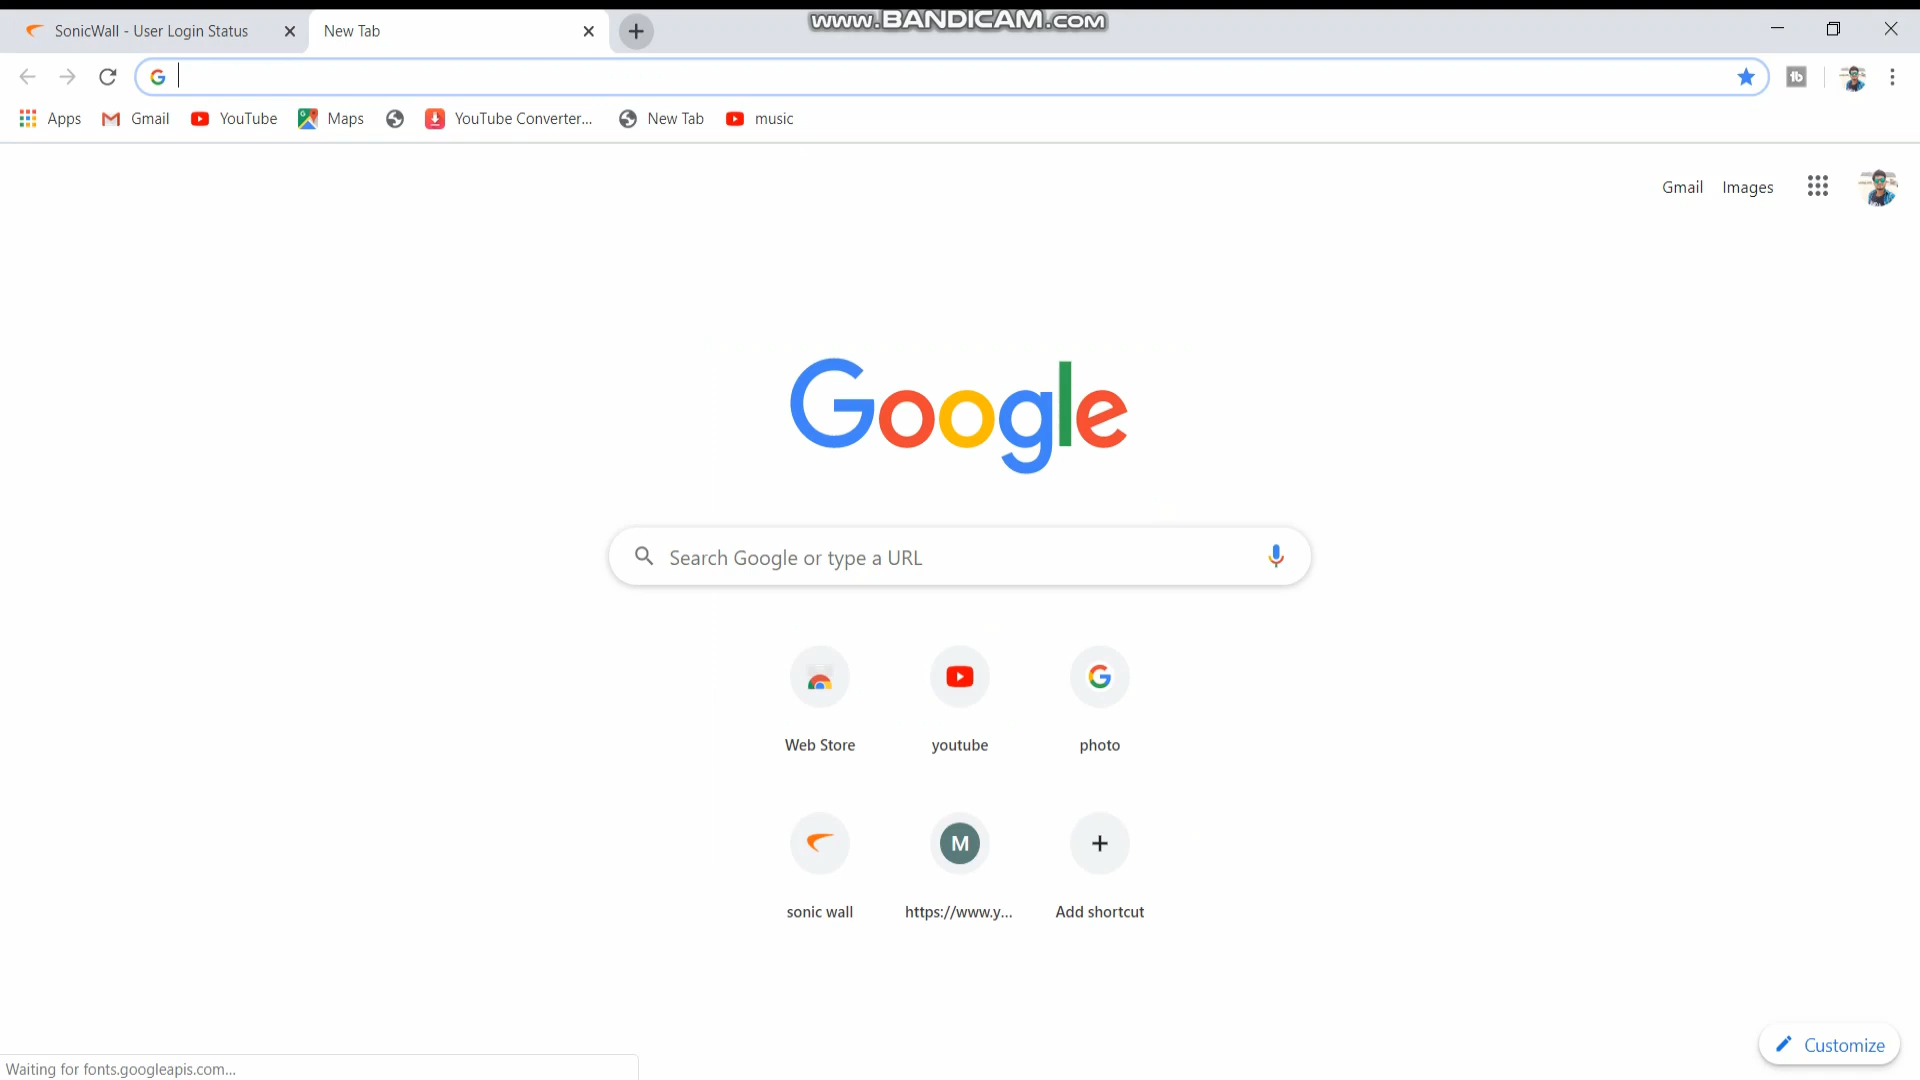 www.BANDICAM.com
SonicWall - User Login Status
New Tab
Apps
Gmail
YouTube
Maps
YouTube Converter...
New Tab
music
Gmail
Images
Google
Search Google or type a URL
Web Store
youtube
photo
M
sonic wall
https://www.y...
Add shortcut
Customize
Waiting for fonts.googleapis.com...